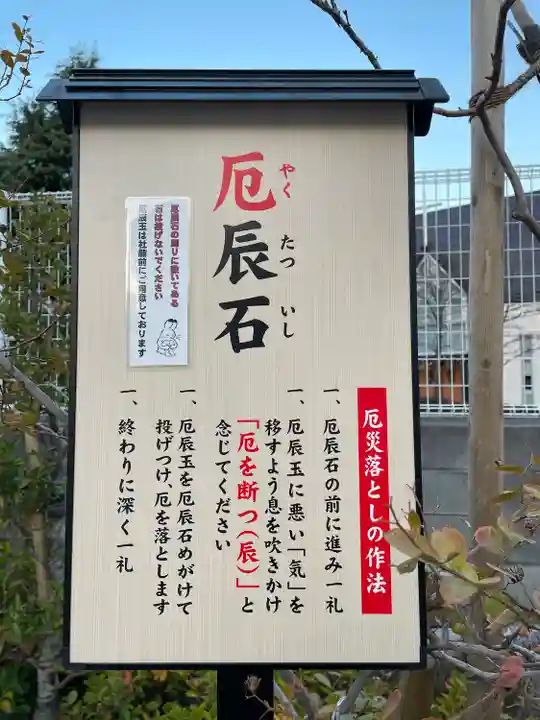 厄辰石
やく
たつ
いし
厄災落としの作法
一、厄辰石の前に進み一礼
一、厄辰玉に悪い「気」を
移すよう息を吹きかけ
「厄を断つ(辰)」と
念じてください
一、厄辰玉を厄辰石めがけて
投げつけ、厄を落とします
一、終わりに深く一礼
厄辰石の周りに敷いてある
石は投げないでください
厄辰玉は社務所前にご用意しております